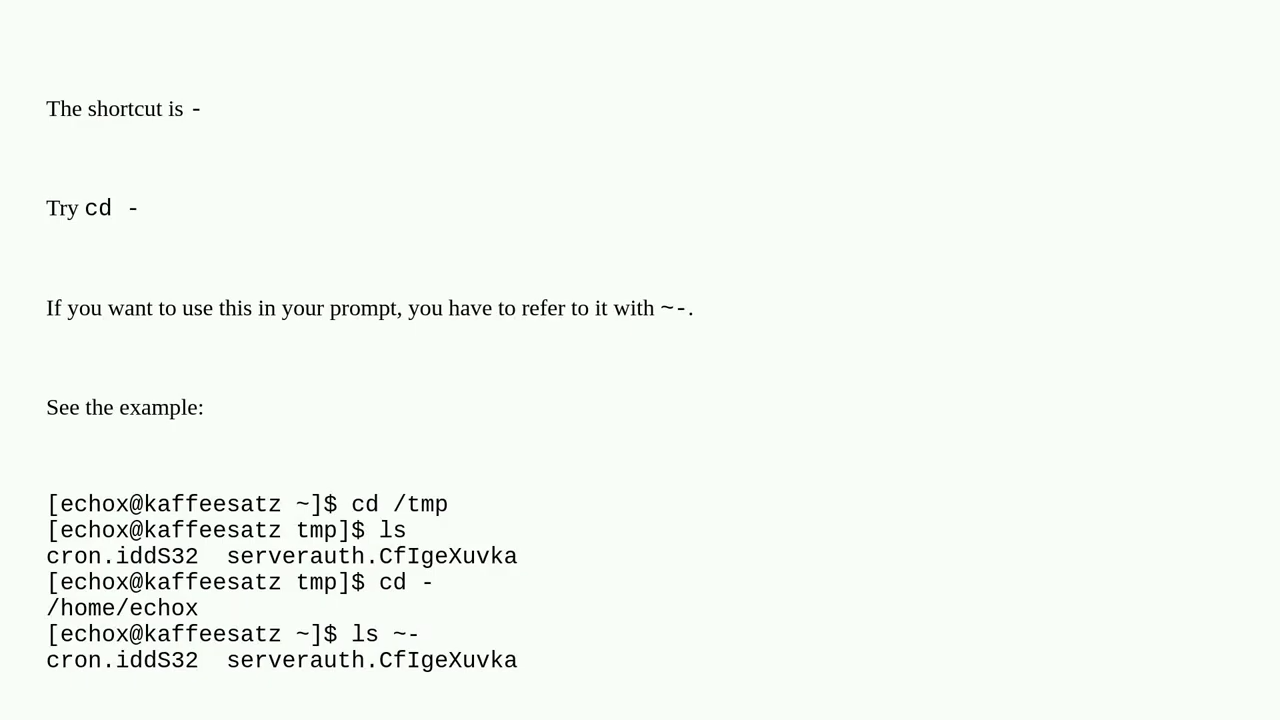 The shortcut is -
Try cd -
If you want to use this in your prompt, you have to refer to it with ~-.
See the example:
[echox@kaffeesatz ~]$ cd /tmp
[echox@kaffeesatz tmp]$ ls
cron.iddS32  serverauth.CfIgeXuvka
[echox@kaffeesatz tmp]$ cd -
/home/echox
[echox@kaffeesatz ~]$ ls ~-
cron.iddS32  serverauth.CfIgeXuvka